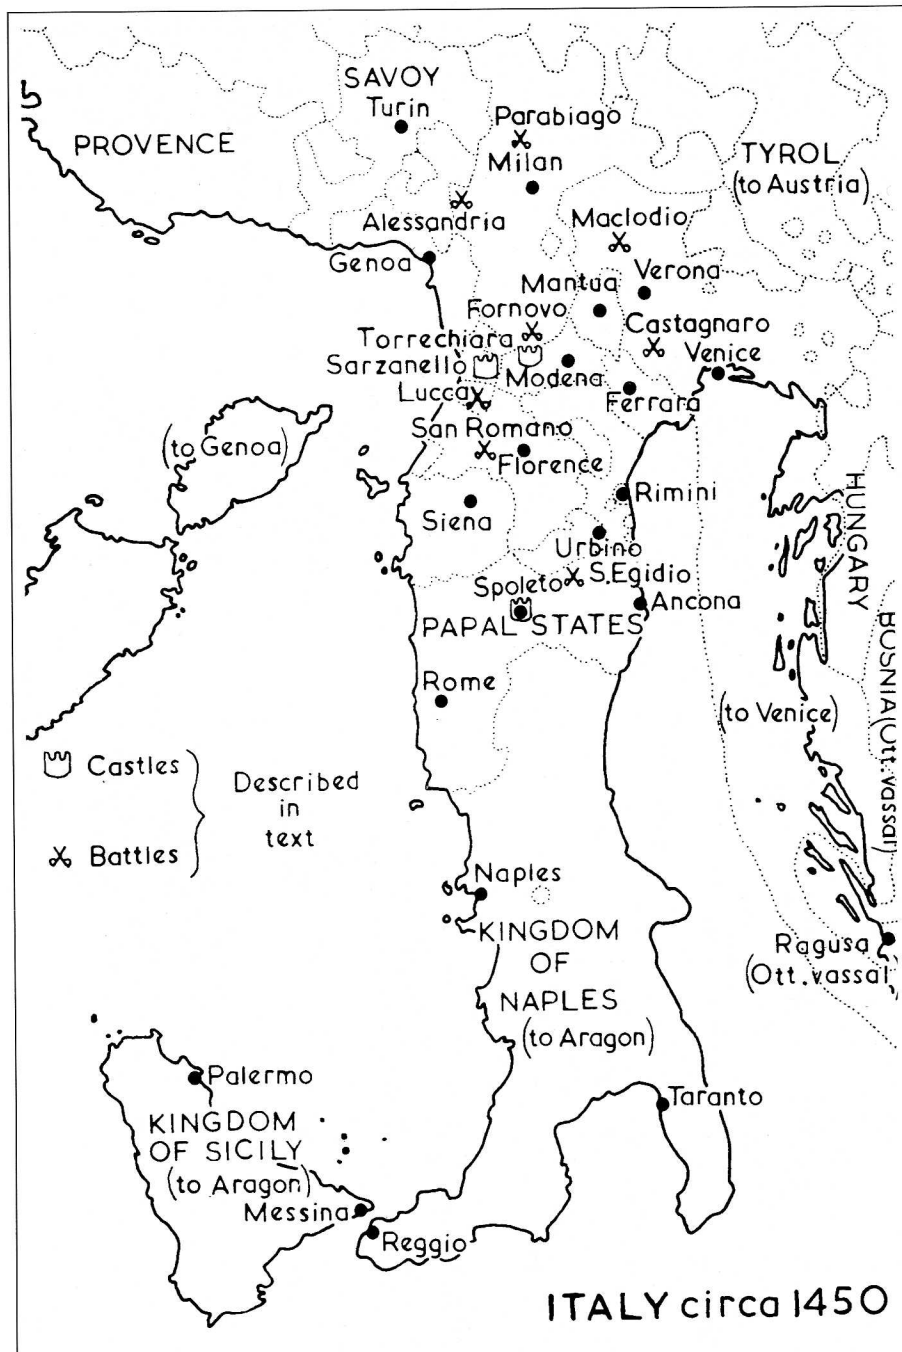 SAVOY
Turin
Parabiago
PROVENCE
Milan
TYROL
(to Austria)
Alessandria
Maclodio
Genoa
Verona
Mantua
Fornovo
Castagnaro
Torrechiara
Venice
Sarzanello
Modena
Lucca
Ferrara
San Romano
(to Genoa)
Florence
Rimini
HUNGARY
Siena
Urbino
S.Egidio
Spoleto
Ancona
PAPAL STATES
BOSNIA (Ott. vassal)
Rome
(to Venice)
Castles
Battles
Described
in
text
Naples
KINGDOM
OF
NAPLES
(to Aragon)
Ragusa
(Ott. vassal)
Palermo
Taranto
KINGDOM
OF SICILY
(to Aragon)
Messina
Reggio
ITALY circa 1450